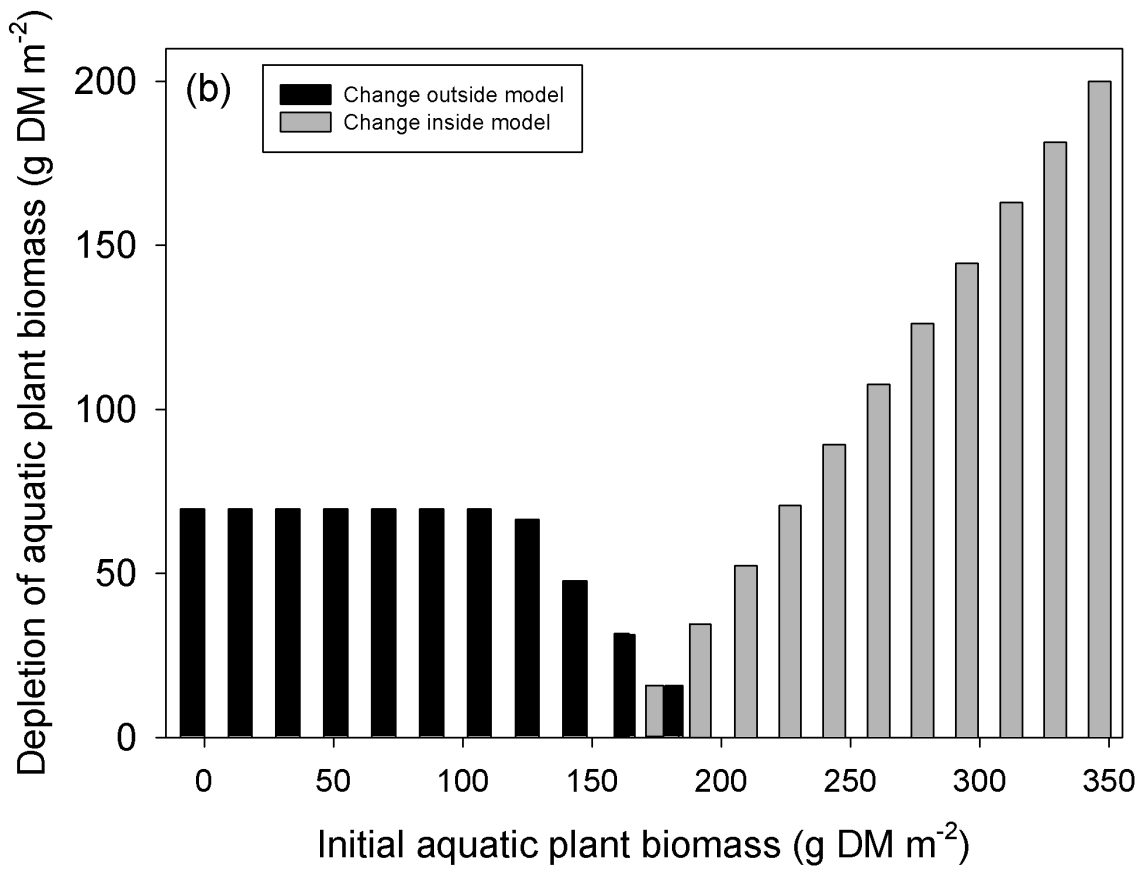 (b)
Change outside model
Change inside model
Depletion of aquatic plant biomass (g DM m⁻²)
200
150
100
50
0
0 50 100 150 200 250 300 350
Initial aquatic plant biomass (g DM m⁻²)